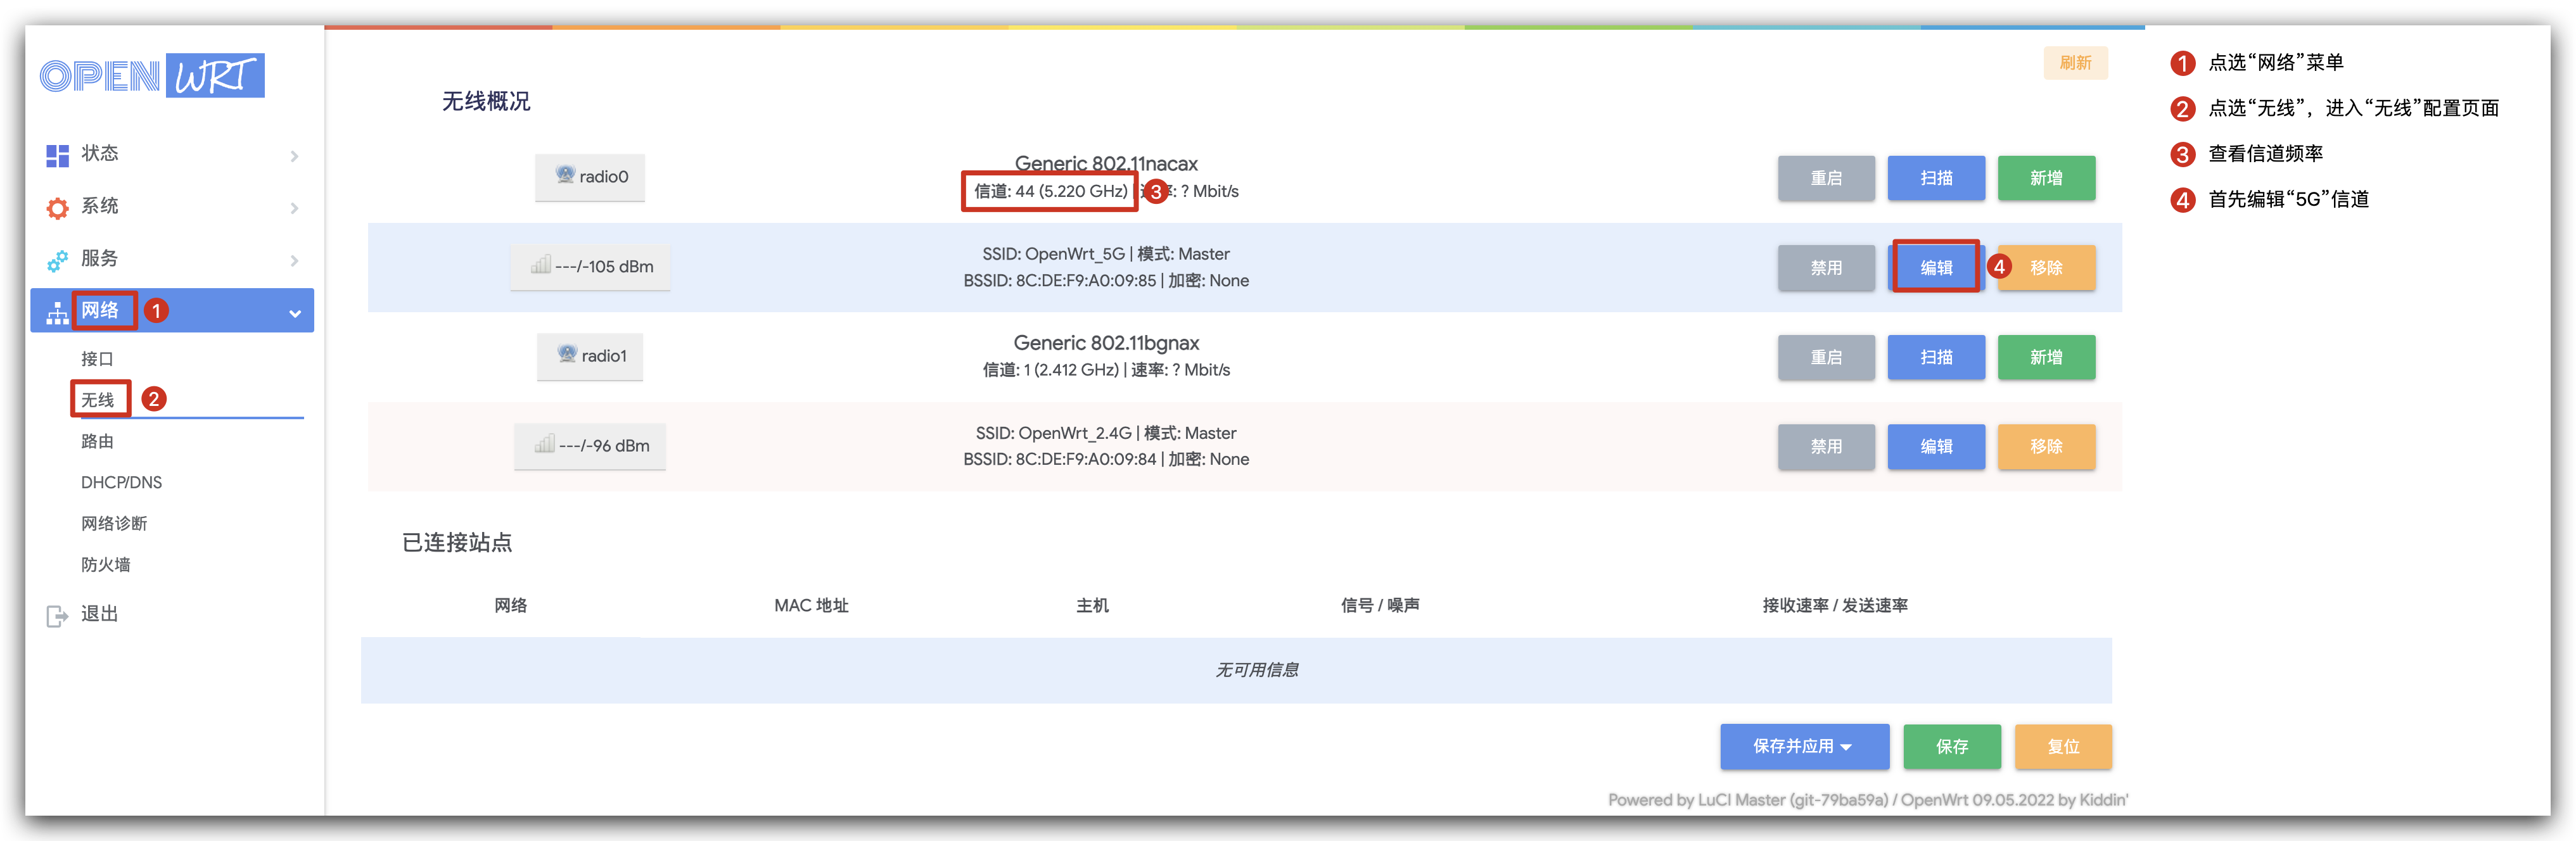 OPENWRT
状态
系统
服务
网络 1
接口
无线 2
路由
DHCP/DNS
网络诊断
防火墙
退出
刷新
无线概况
radio0
Generic 802.11nacax
信道: 44 (5.220 GHz) 3 率: ? Mbit/s
重启 扫描 新增
---/-105 dBm
SSID: OpenWrt_5G | 模式: Master
BSSID: 8C:DE:F9:A0:09:85 | 加密: None
禁用 编辑 4 移除
radio1
Generic 802.11bgnax
信道: 1 (2.412 GHz) | 速率: ? Mbit/s
重启 扫描 新增
---/-96 dBm
SSID: OpenWrt_2.4G | 模式: Master
BSSID: 8C:DE:F9:A0:09:84 | 加密: None
禁用 编辑 移除
已连接站点
网络 MAC 地址 主机 信号 / 噪声 接收速率 / 发送速率
无可用信息
保存并应用 保存 复位
Powered by LuCI Master (git-79ba59a) / OpenWrt 09.05.2022 by Kiddin'
1 点选“网络”菜单
2 点选“无线”，进入“无线”配置页面
3 查看信道频率
4 首先编辑“5G”信道